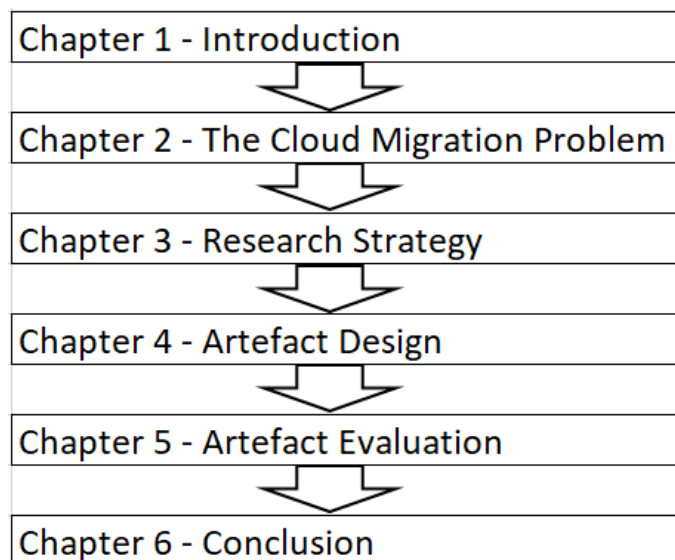 Chapter 1 - Introduction
Chapter 2 - The Cloud Migration Problem
Chapter 3 - Research Strategy
Chapter 4 - Artefact Design
Chapter 5 - Artefact Evaluation
Chapter 6 - Conclusion